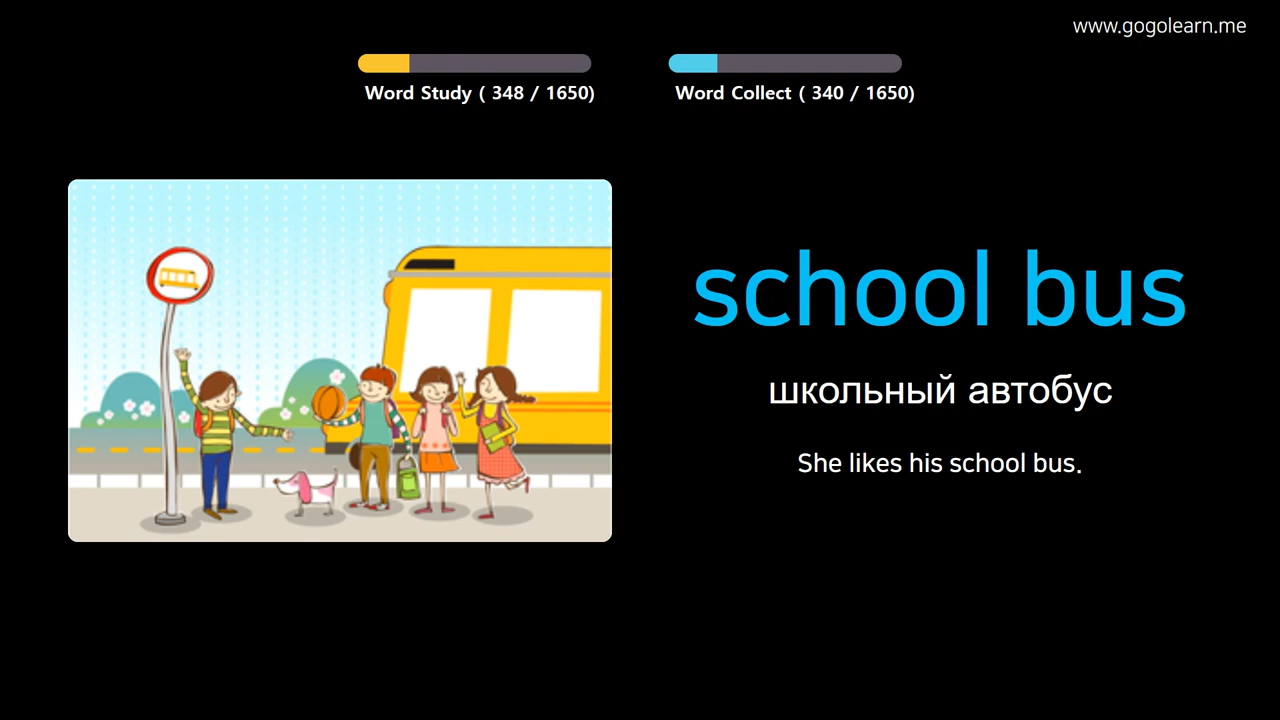 www.gogolearn.me
Word Study ( 348 / 1650)
Word Collect ( 340 / 1650)
school bus
школьный автобус
She likes his school bus.